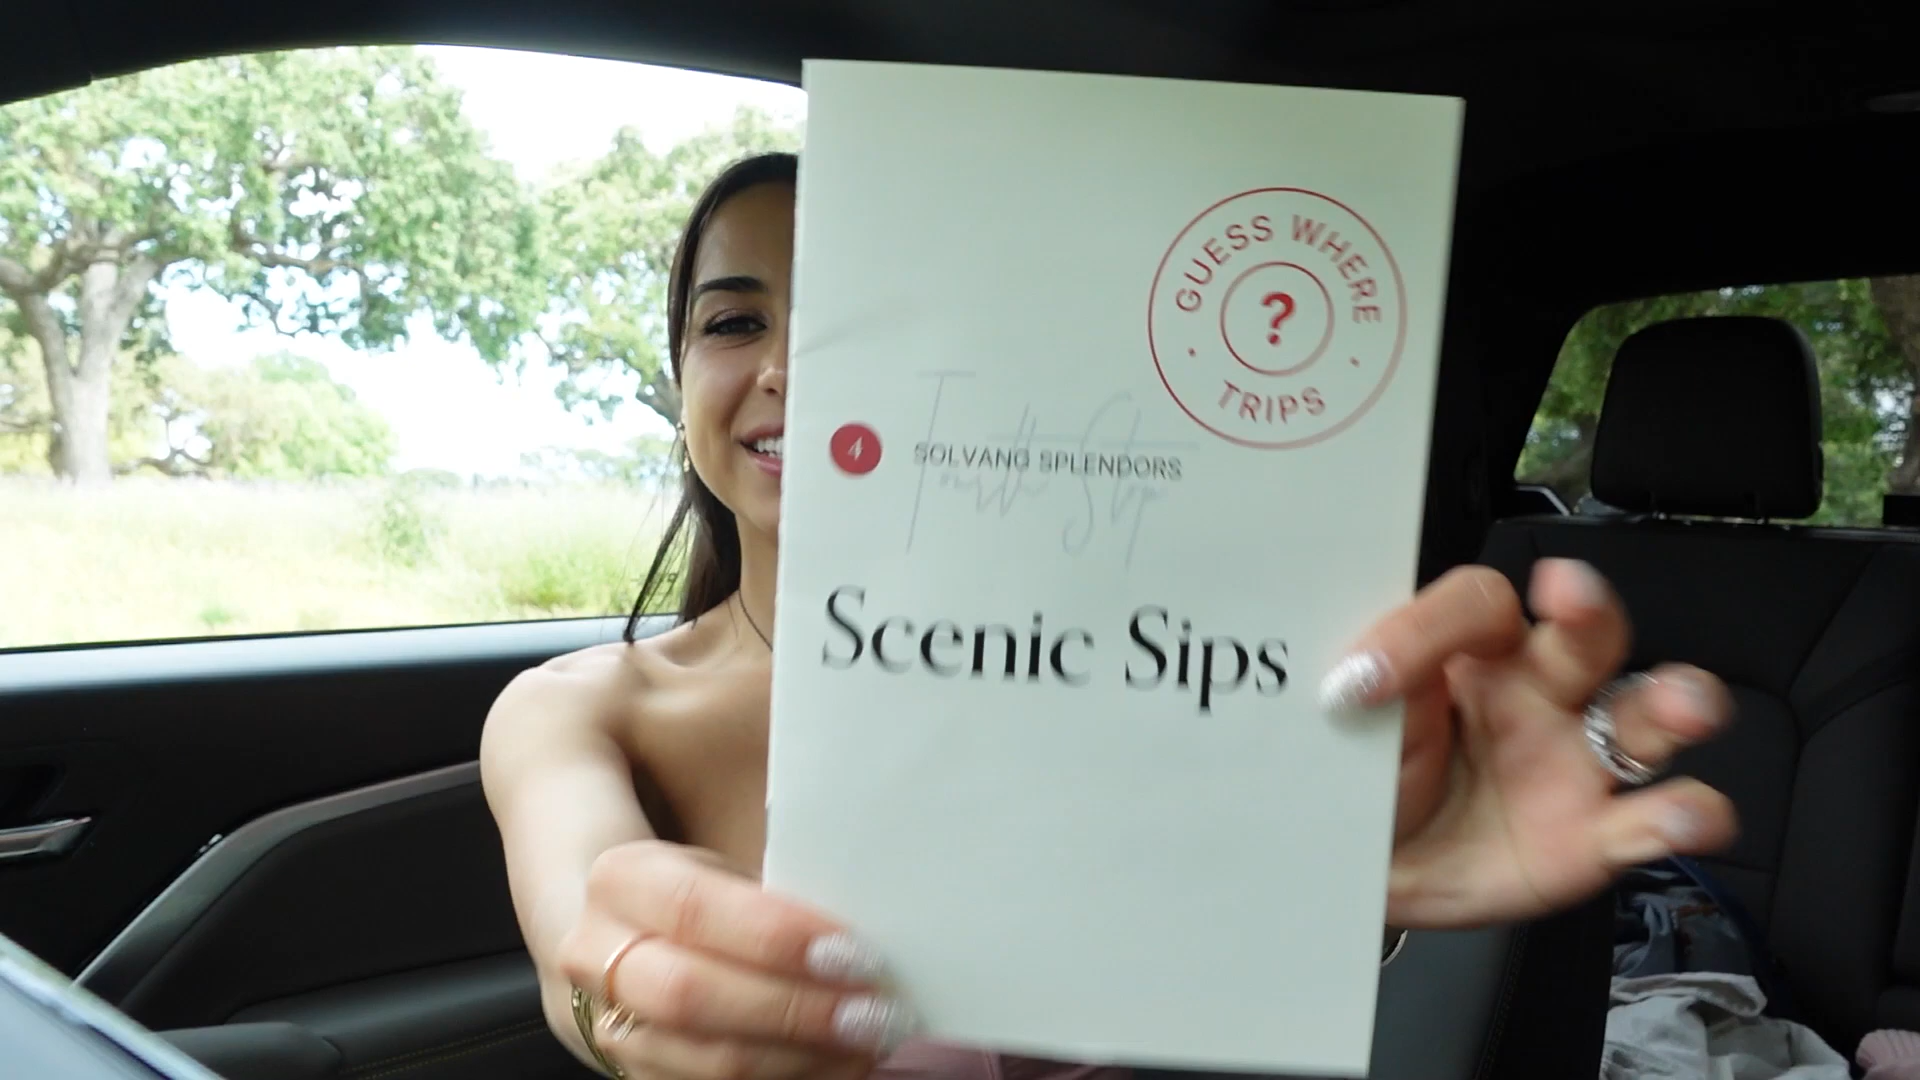 GUESS WHERE
?
TRIPS
Fourth Stop
4
SOLVANG SPLENDORS
Scenic Sips